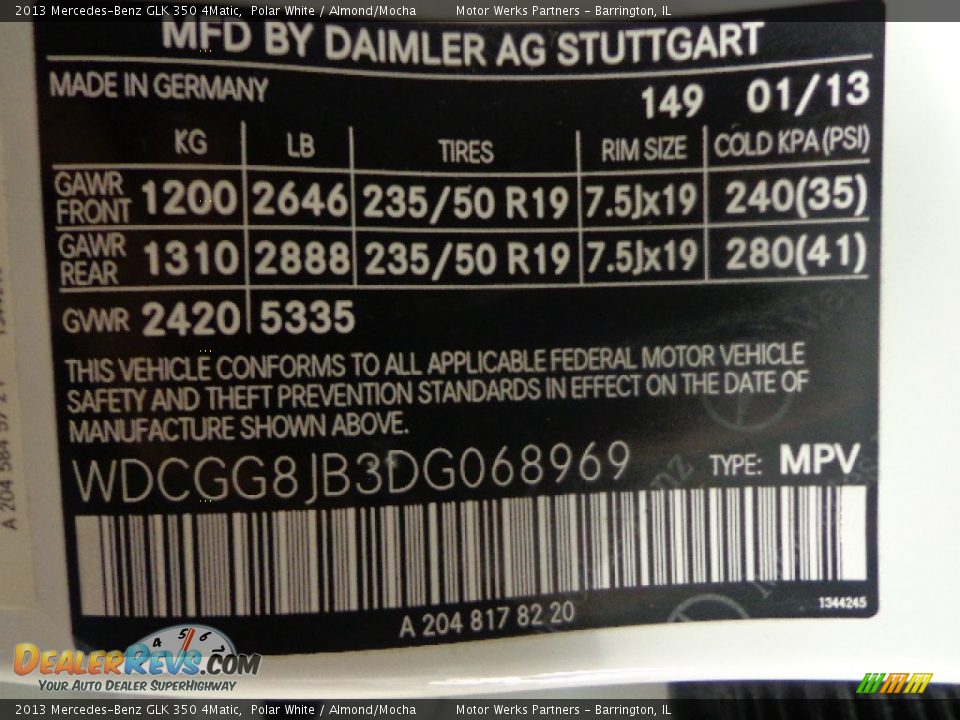 2013 Mercedes-Benz GLK 350 4Matic, Polar White / Almond/Mocha Motor Werks Partners - Barrington, IL
MFD BY DAIMLER AG STUTTGART
MADE IN GERMANY 149 01/13
KG LB TIRES RIM SIZE COLD KPA (PSI)
GAWR FRONT 1200 2646 235/50 R19 7.5Jx19 240(35)
GAWR REAR 1310 2888 235/50 R19 7.5Jx19 280(41)
GVWR 2420 5335
THIS VEHICLE CONFORMS TO ALL APPLICABLE FEDERAL MOTOR VEHICLE
SAFETY AND THEFT PREVENTION STANDARDS IN EFFECT ON THE DATE OF
MANUFACTURE SHOWN ABOVE.
WDCGG8JB3DG068969 TYPE: MPV
1344245
A 204 817 82 20
DEALERREVS.COM
YOUR AUTO DEALER SUPERHIGHWAY
2013 Mercedes-Benz GLK 350 4Matic, Polar White / Almond/Mocha Motor Werks Partners - Barrington, IL